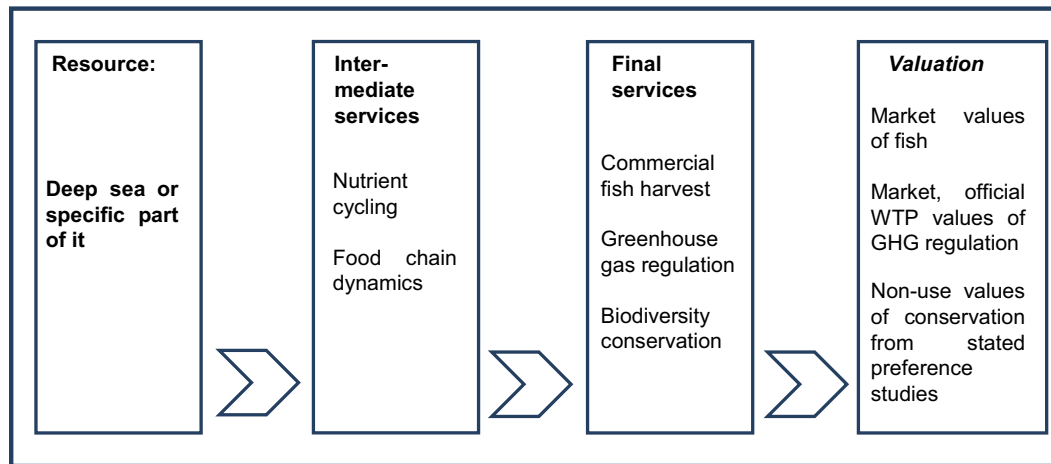 Resource:
Deep sea or
specific part
of it
Inter-
mediate
services
Nutrient
cycling
Food chain
dynamics
Final
services
Commercial
fish harvest
Greenhouse
gas regulation
Biodiversity
conservation
Valuation
Market values
of fish
Market, official
WTP values of
GHG regulation
Non-use values
of conservation
from stated
preference
studies